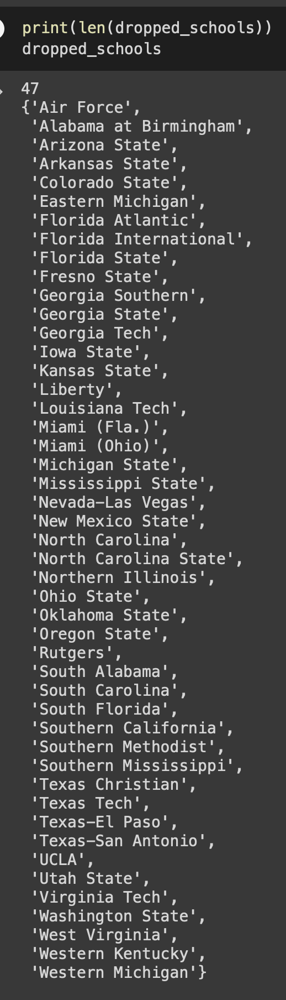 print(len(dropped_schools))
dropped_schools
47
{'Air Force',
 'Alabama at Birmingham',
 'Arizona State',
 'Arkansas State',
 'Colorado State',
 'Eastern Michigan',
 'Florida Atlantic',
 'Florida International',
 'Florida State',
 'Fresno State',
 'Georgia Southern',
 'Georgia State',
 'Georgia Tech',
 'Iowa State',
 'Kansas State',
 'Liberty',
 'Louisiana Tech',
 'Miami (Fla.)',
 'Miami (Ohio)',
 'Michigan State',
 'Mississippi State',
 'Nevada-Las Vegas',
 'New Mexico State',
 'North Carolina',
 'North Carolina State',
 'Northern Illinois',
 'Ohio State',
 'Oklahoma State',
 'Oregon State',
 'Rutgers',
 'South Alabama',
 'South Carolina',
 'South Florida',
 'Southern California',
 'Southern Methodist',
 'Southern Mississippi',
 'Texas Christian',
 'Texas Tech',
 'Texas-El Paso',
 'Texas-San Antonio',
 'UCLA',
 'Utah State',
 'Virginia Tech',
 'Washington State',
 'West Virginia',
 'Western Kentucky',
 'Western Michigan'}